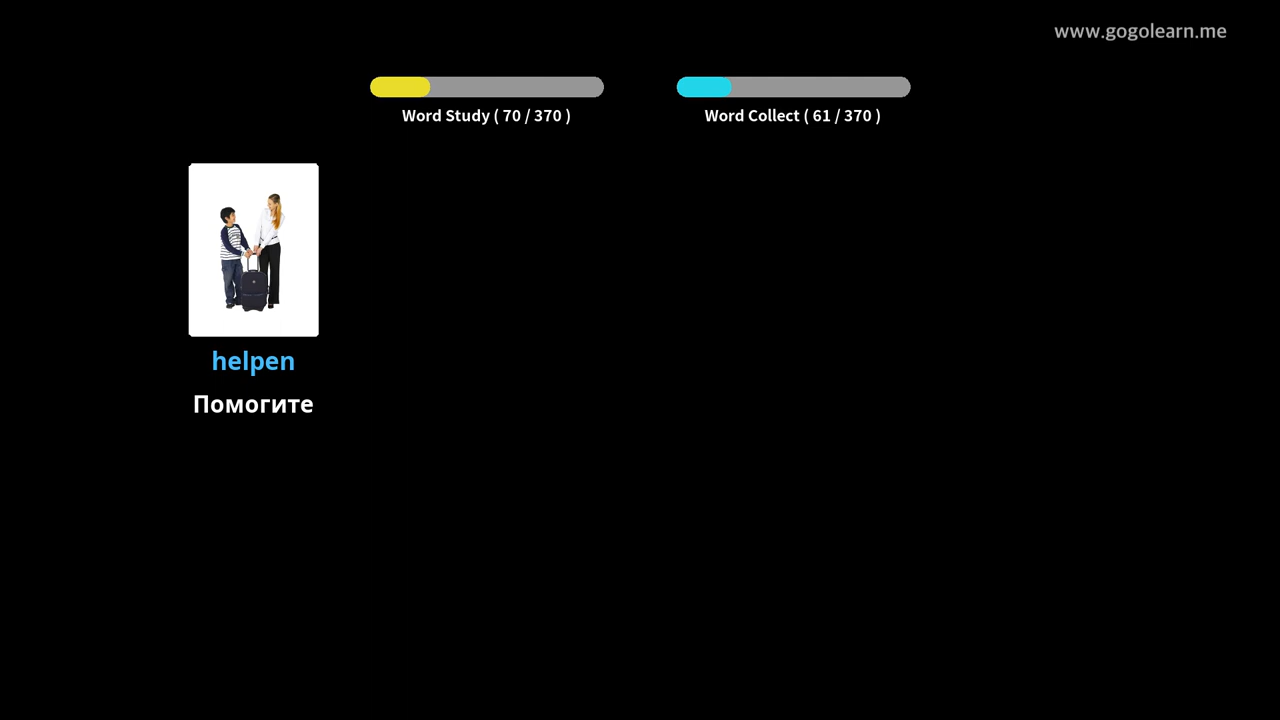 www.gogolearn.me
Word Study ( 70 / 370 )
Word Collect ( 61 / 370 )
helpen
Помогите